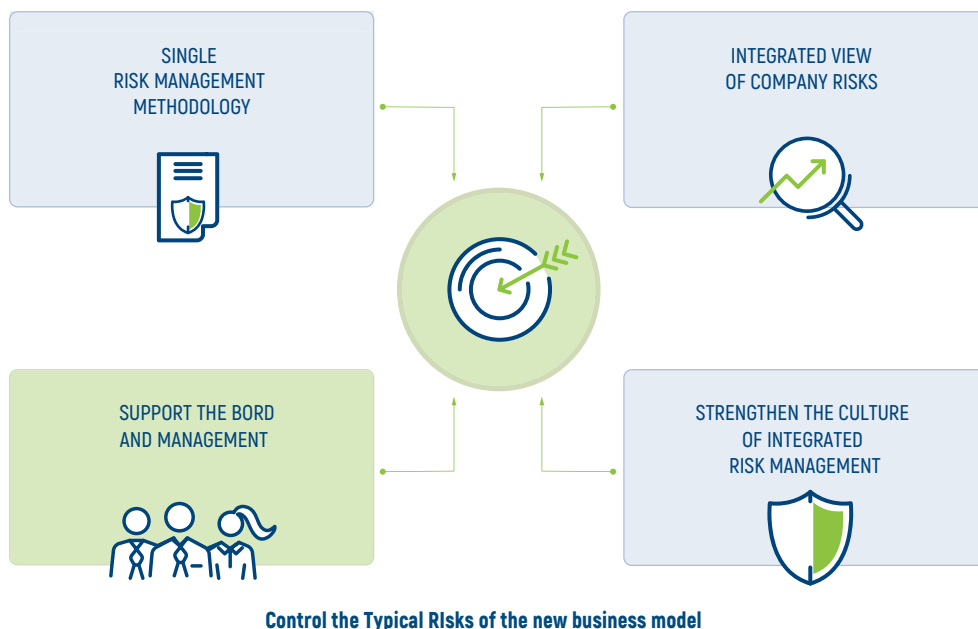 SINGLE
RISK MANAGEMENT
METHODOLOGY
INTEGRATED VIEW
OF COMPANY RISKS
SUPPORT THE BORD
AND MANAGEMENT
STRENGTHEN THE CULTURE
OF INTEGRATED
RISK MANAGEMENT
Control the Typical RIsks of the new business model